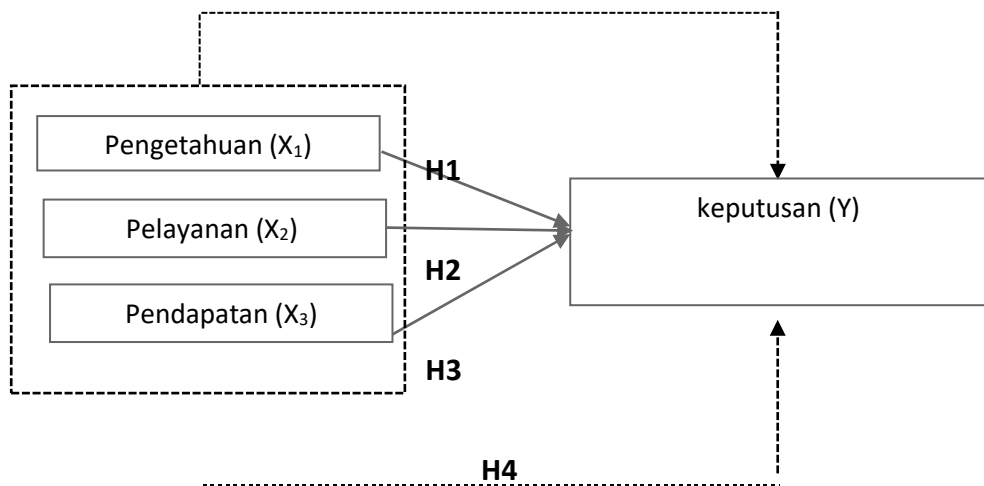 Pengetahuan (X₁)
H1
Pelayanan (X₂)
keputusan (Y)
H2
Pendapatan (X₃)
H3
H4